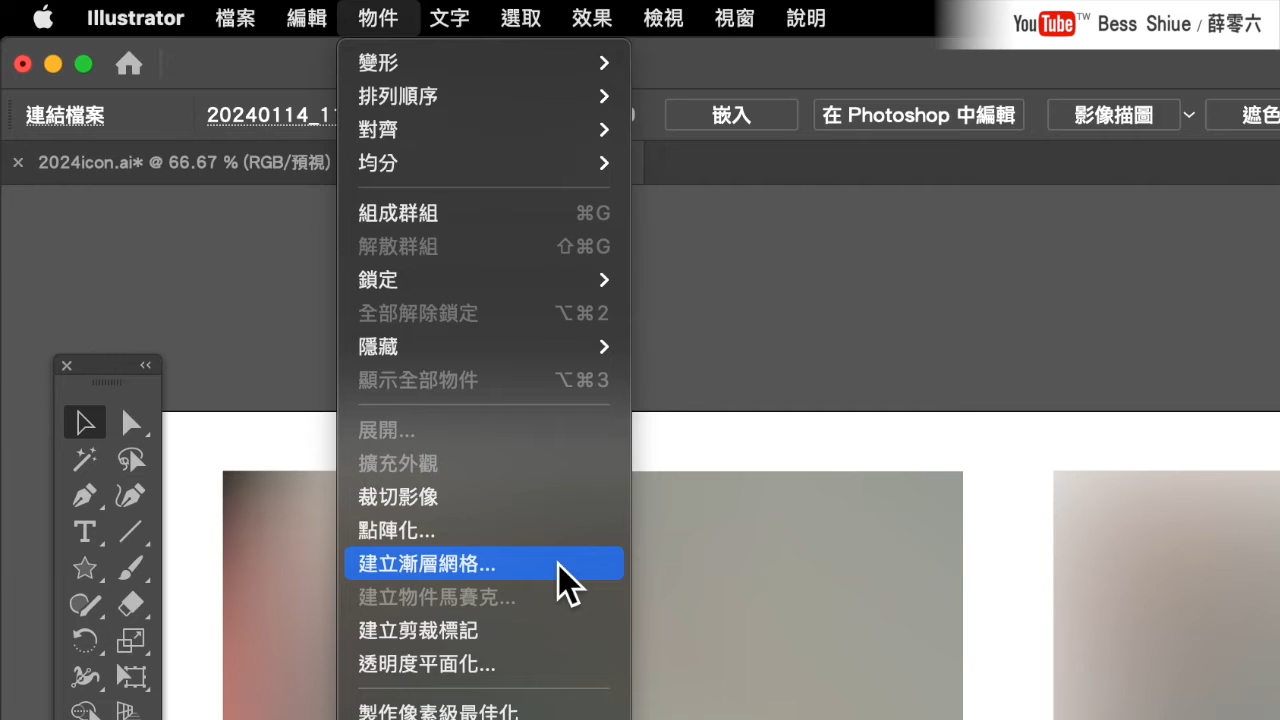 Illustrator 檔案 編輯 物件 文字 選取 效果 檢視 視窗 說明
YouTube TW Bess Shiue / 薛零六
連結檔案 20240114_1 嵌入 在 Photoshop 中編輯 影像描圖 遮色
× 2024icon.ai* @ 66.67 % (RGB/預視)
變形
排列順序
對齊
均分
組成群組 ⌘G
解散群組 ⇧⌘G
鎖定
全部解除鎖定 ⌥⌘2
隱藏
顯示全部物件 ⌥⌘3
展開...
擴充外觀
裁切影像
點陣化...
建立漸層網格...
建立物件馬賽克...
建立剪裁標記
透明度平面化...
製作像素級最佳化